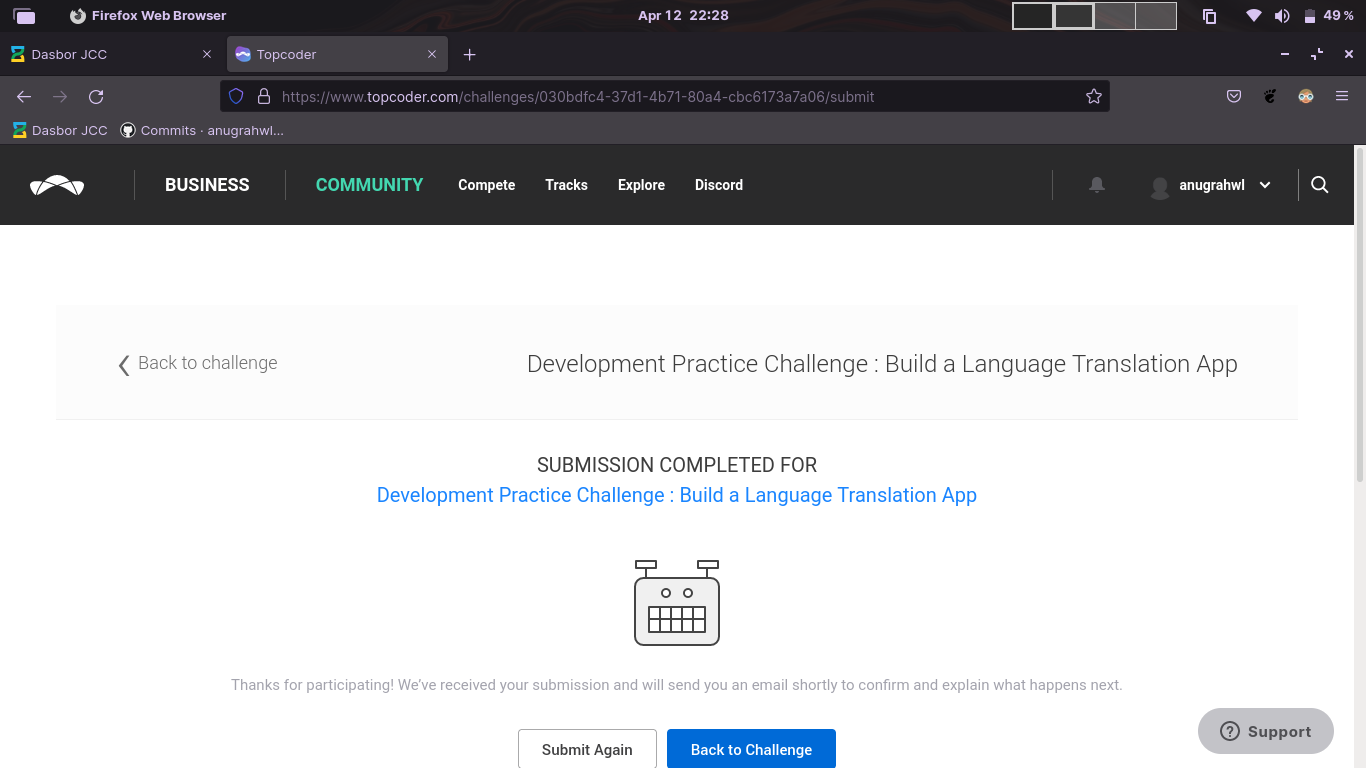 Firefox Web Browser
Apr 12 22:28
49 %
Dasbor JCC
Topcoder
https://www.topcoder.com/challenges/030bdfc4-37d1-4b71-80a4-cbc6173a7a06/submit
Dasbor JCC
Commits · anugrahwl...
BUSINESS
COMMUNITY
Compete
Tracks
Explore
Discord
anugrahwl
Back to challenge
Development Practice Challenge : Build a Language Translation App
SUBMISSION COMPLETED FOR
Development Practice Challenge : Build a Language Translation App
Thanks for participating! We’ve received your submission and will send you an email shortly to confirm and explain what happens next.
Submit Again
Back to Challenge
Support